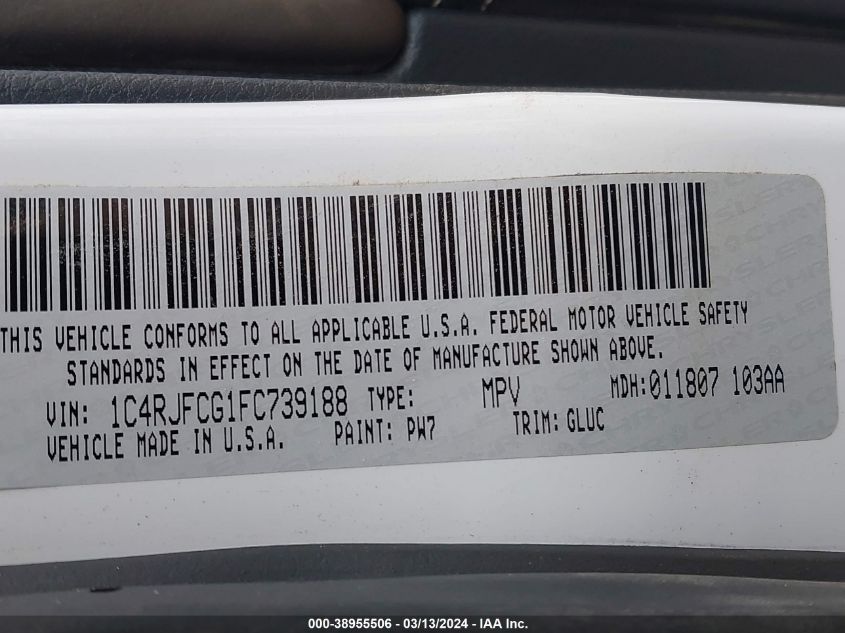 THIS VEHICLE CONFORMS TO ALL APPLICABLE U.S.A. FEDERAL MOTOR VEHICLE SAFETY
STANDARDS IN EFFECT ON THE DATE OF MANUFACTURE SHOWN ABOVE.
VIN: 1C4RJFCG1FC739188 TYPE: MPV MDH:011807 103AA
VEHICLE MADE IN U.S.A. PAINT: PW7 TRIM: GLUC
000-38955506 - 03/13/2024 - IAA Inc.